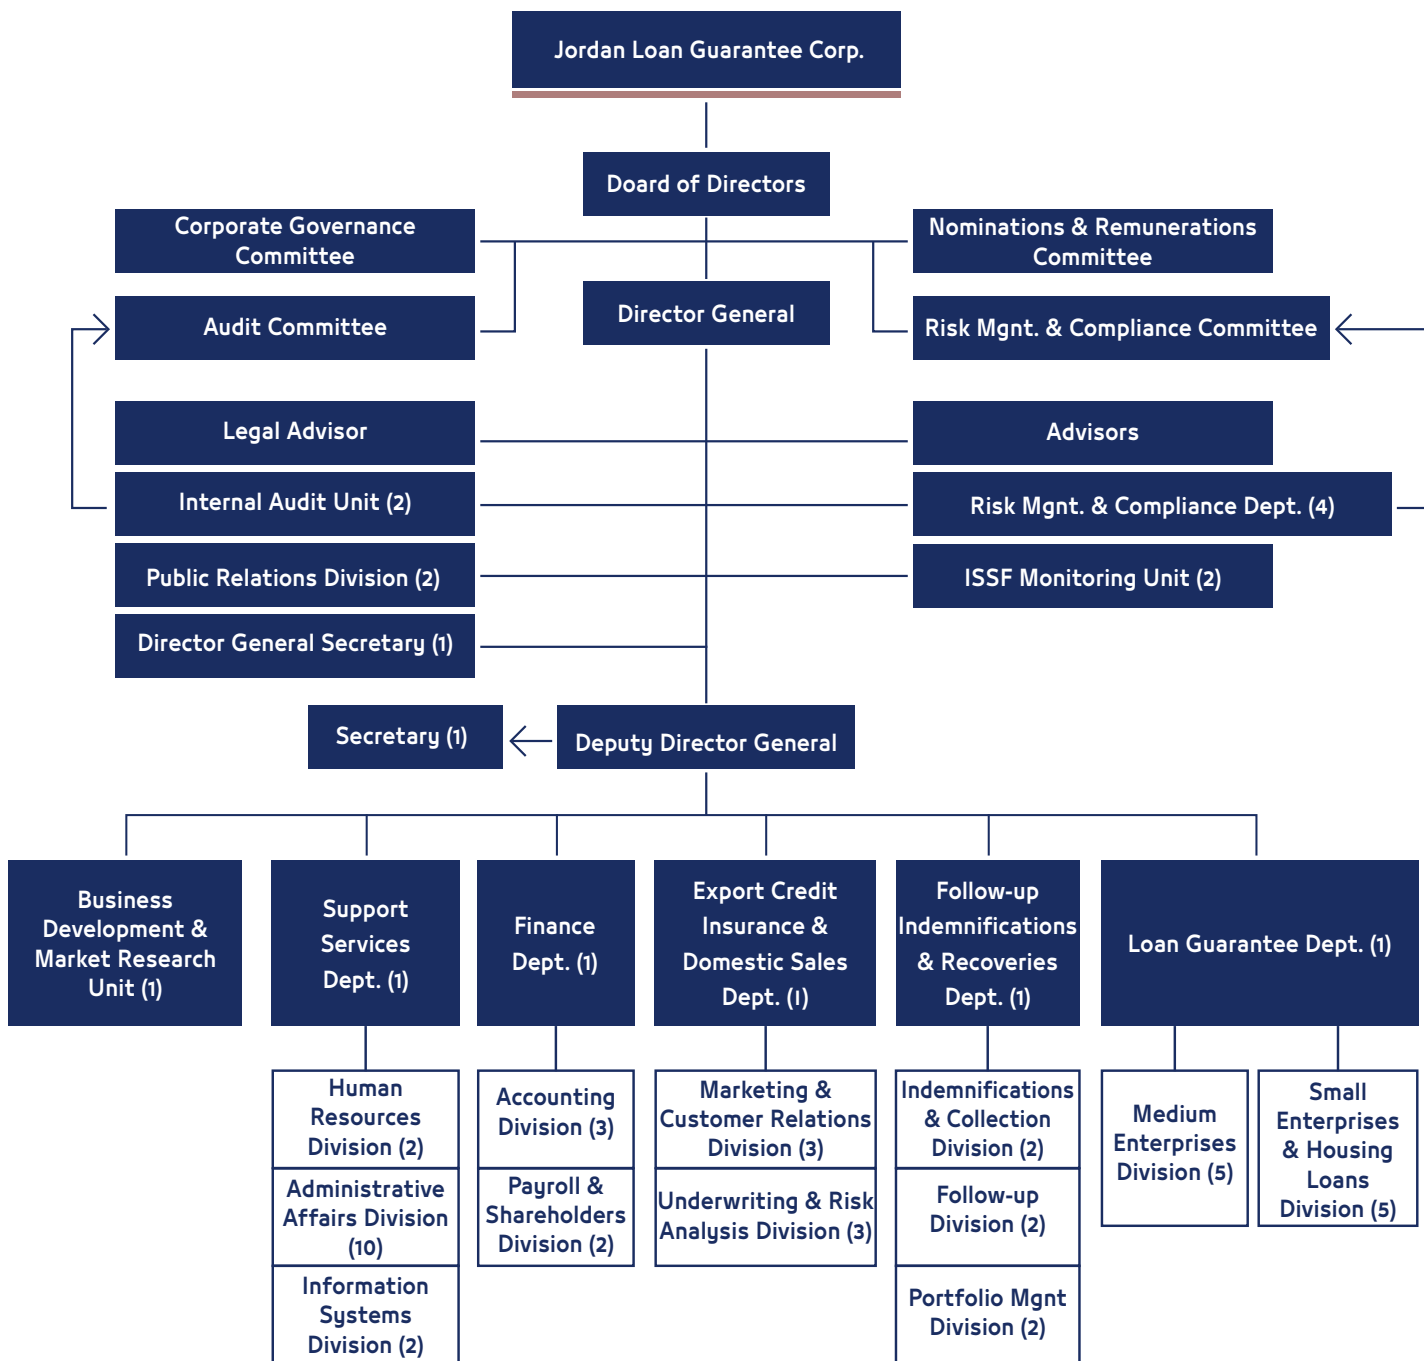 Jordan Loan Guarantee Corp.
Doard of Directors
Corporate Governance
Committee
Nominations & Remunerations
Committee
Director General
Audit Committee
Risk Mgnt. & Compliance Committee
Legal Advisor
Advisors
Internal Audit Unit (2)
Risk Mgnt. & Compliance Dept. (4)
Public Relations Division (2)
ISSF Monitoring Unit (2)
Director General Secretary (1)
Secretary (1)
Deputy Director General
Business
Development &
Market Research
Unit (1)
Support
Services
Dept. (1)
Finance
Dept. (1)
Export Credit
Insurance &
Domestic Sales
Dept. (I)
Follow-up
Indemnifications
& Recoveries
Dept. (1)
Loan Guarantee Dept. (1)
Human
Resources
Division (2)
Administrative
Affairs Division
(10)
Information
Systems
Division (2)
Accounting
Division (3)
Payroll &
Shareholders
Division (2)
Marketing &
Customer Relations
Division (3)
Underwriting & Risk
Analysis Division (3)
Indemnifications
& Collection
Division (2)
Follow-up
Division (2)
Portfolio Mgnt
Division (2)
Medium
Enterprises
Division (5)
Small
Enterprises
& Housing
Loans
Division (5)